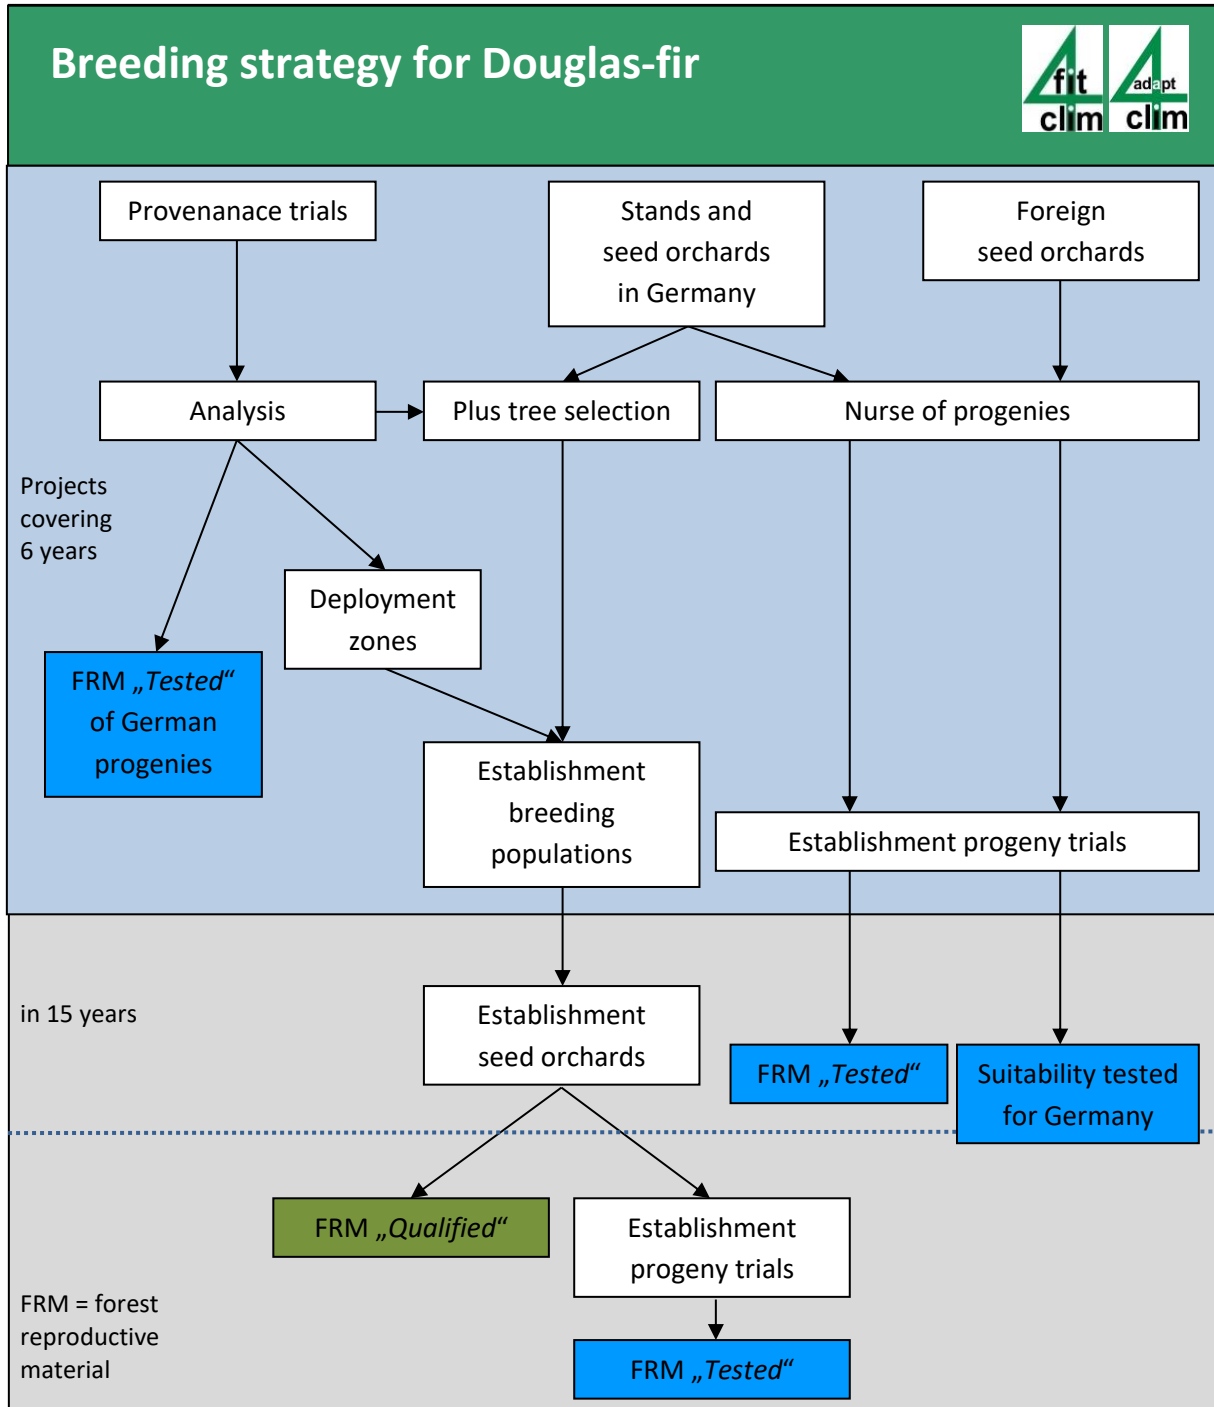 Breeding strategy for Douglas-fir
fit
clim
adapt
clim
Provenanace trials
Stands and
seed orchards
in Germany
Foreign
seed orchards
Analysis
Plus tree selection
Nurse of progenies
Projects
covering
6 years
Deployment
zones
FRM „Tested“
of German
progenies
Establishment
breeding
populations
Establishment progeny trials
in 15 years
Establishment
seed orchards
FRM „Tested“
Suitability tested
for Germany
FRM „Qualified“
Establishment
progeny trials
FRM = forest
reproductive
material
FRM „Tested“